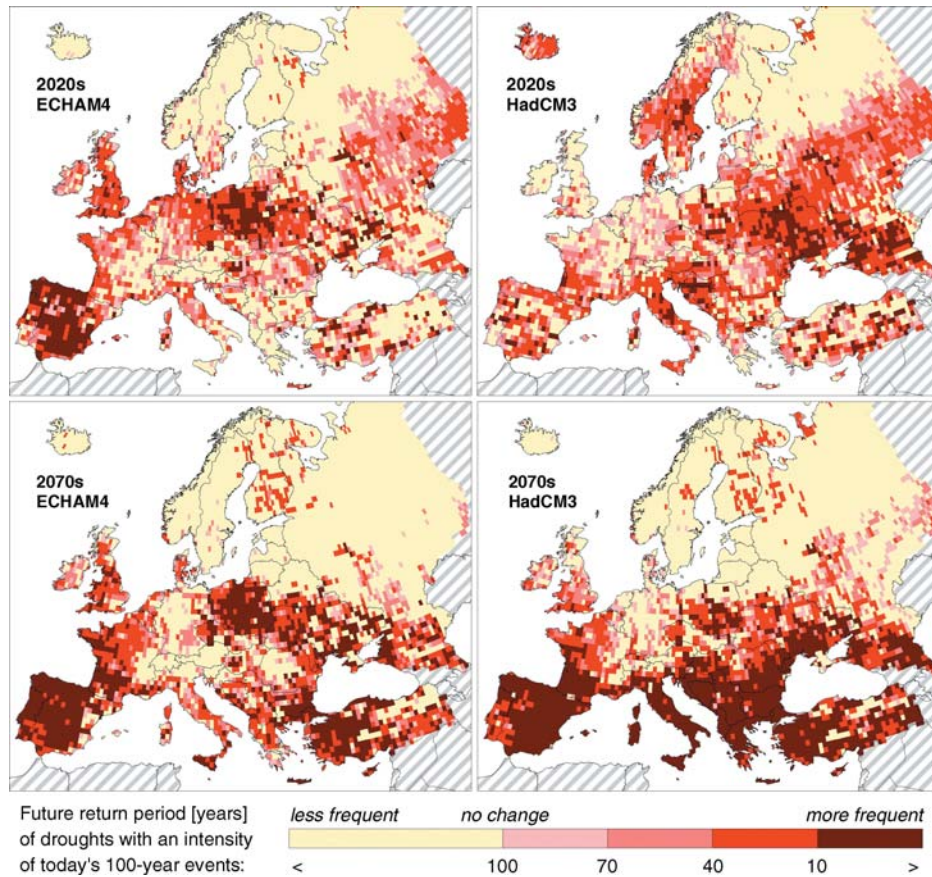 2020s
ECHAM4
2020s
HadCM3
2070s
ECHAM4
2070s
HadCM3
Future return period [years]
of droughts with an intensity
of today's 100-year events:
less frequent no change more frequent
< 100 70 40 10 >